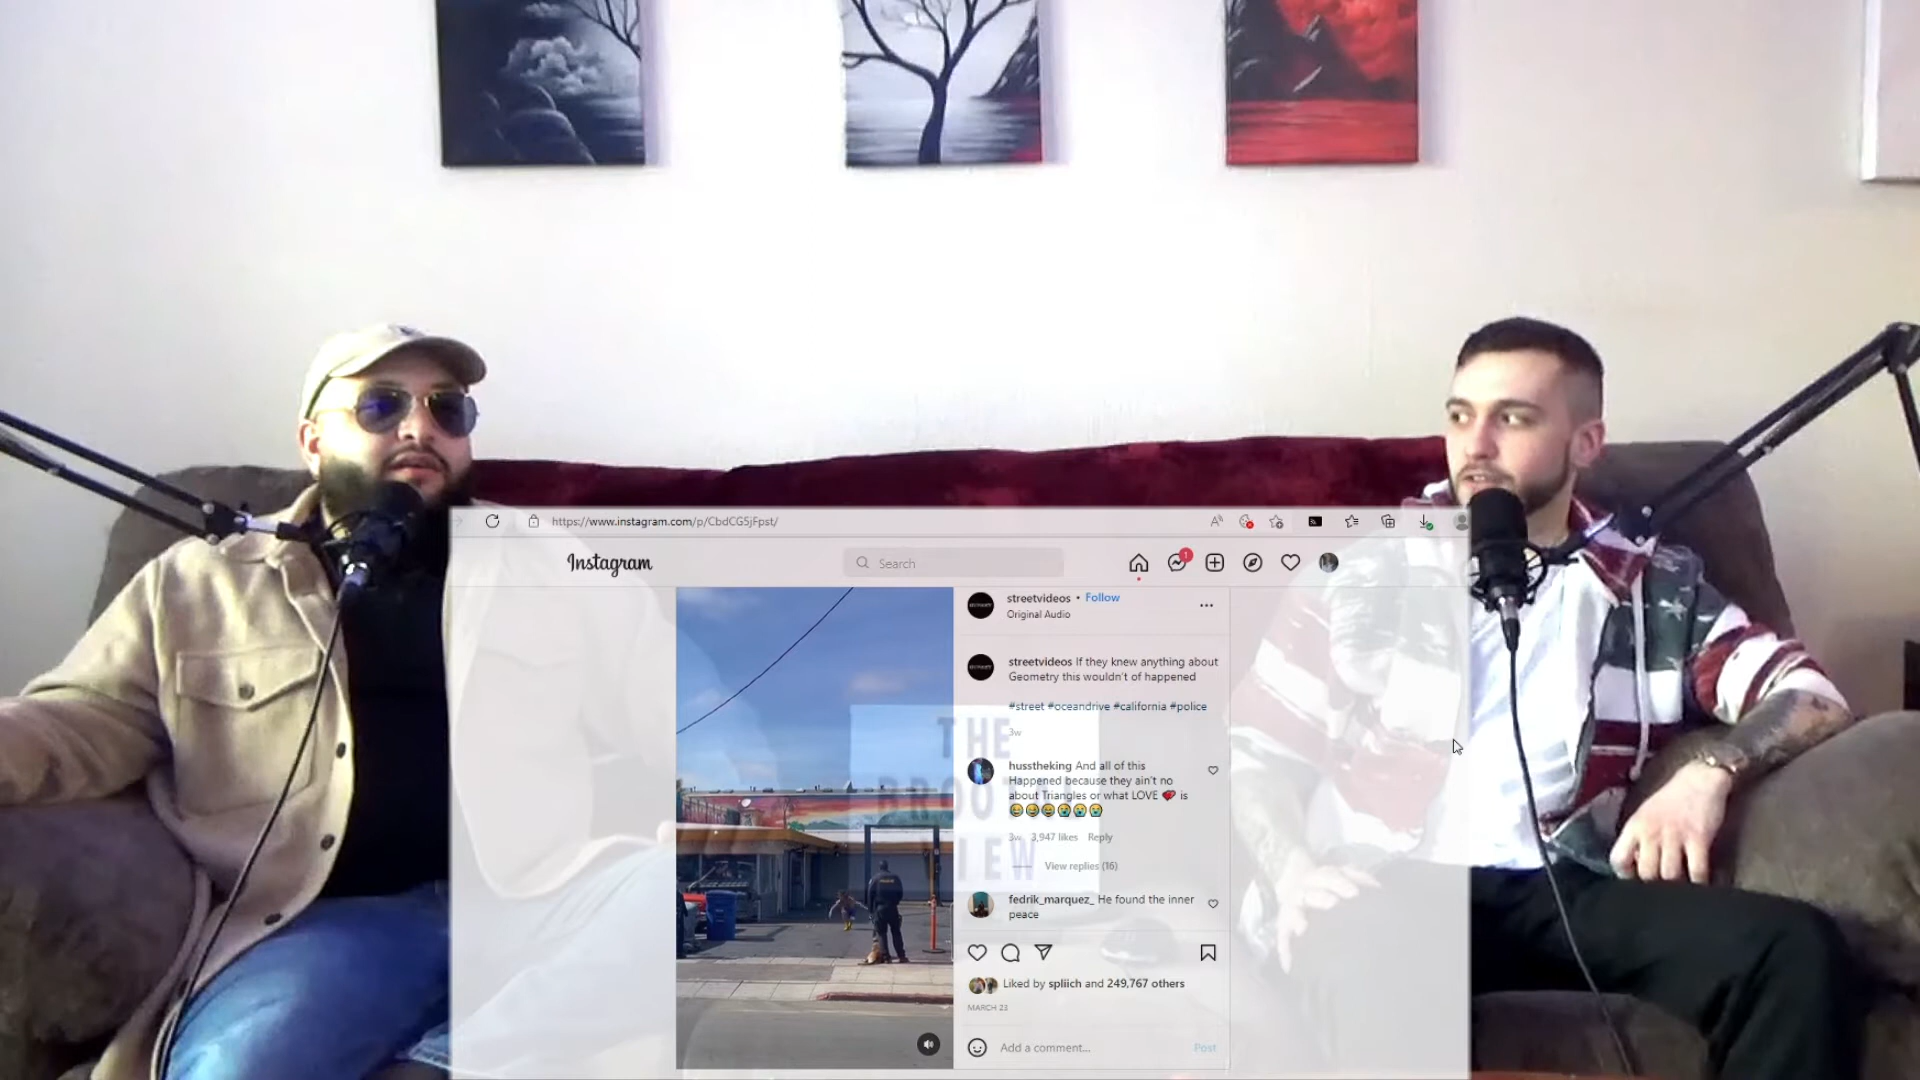 https://www.instagram.com/p/CbdCG5jFpst/
Instagram
Search
1
streetvideos • Follow
Original Audio
streetvideos If they knew anything about
Geometry this wouldn't of happened
#street #oceandrive #california #police
3w
husstheking And all of this
Happened because they ain't no
about Triangles or what LOVE 💖 is
😂😂😂😭😭😭
3w 3,947 likes Reply
View replies (16)
fedrik_marquez_ He found the inner
peace
Liked by spliich and 249,767 others
MARCH 23
Add a comment...
Post
THE